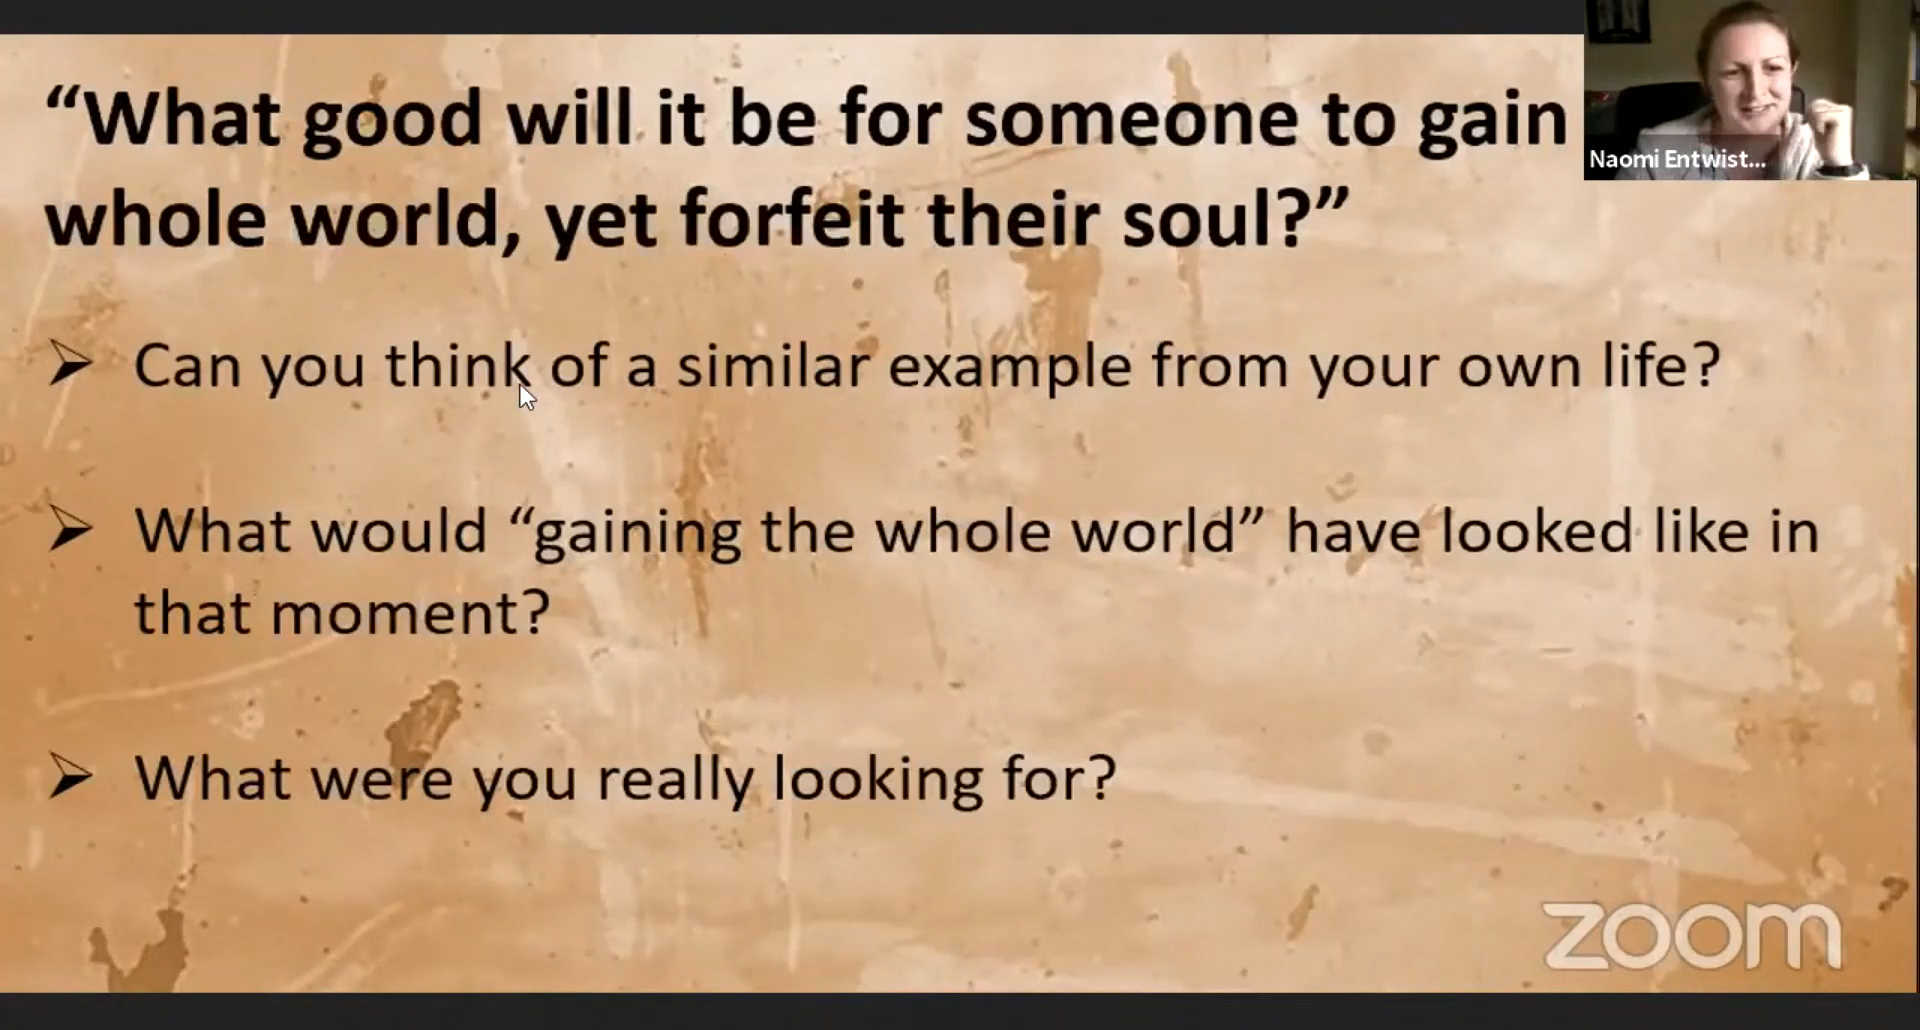 “What good will it be for someone to gain
whole world, yet forfeit their soul?”
Can you think of a similar example from your own life?
What would “gaining the whole world” have looked like in
that moment?
What were you really looking for?
Naomi Entwist...
zoom